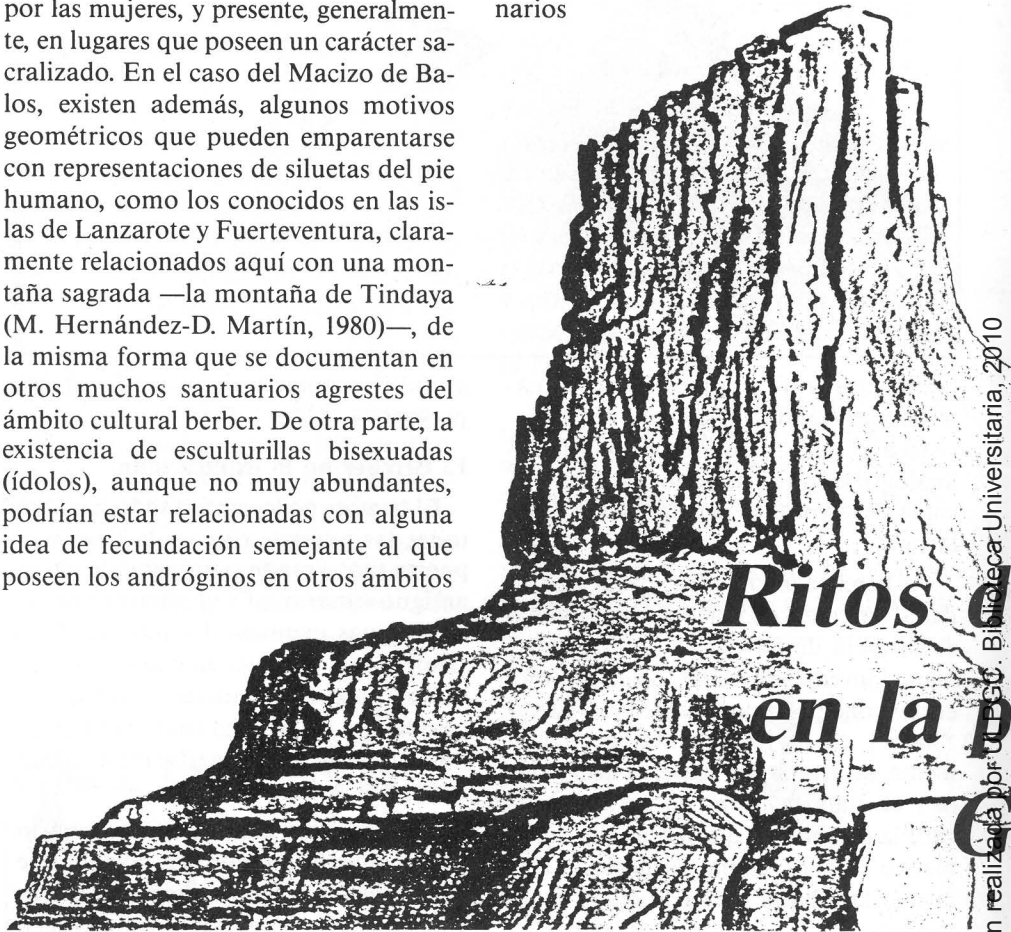 por las mujeres, y presente, generalmen-
te, en lugares que poseen un carácter sa-
cralizado. En el caso del Macizo de Ba-
los, existen además, algunos motivos
geométricos que pueden emparentarse
con representaciones de siluetas del pie
humano, como los conocidos en las is-
las de Lanzarote y Fuerteventura, clara-
mente relacionados aquí con una mon-
taña sagrada —la montaña de Tindaya
(M. Hernández-D. Martín, 1980)—, de
la misma forma que se documentan en
otros muchos santuarios agrestes del
ámbito cultural berber. De otra parte, la
existencia de esculturillas bisexuadas
(ídolos), aunque no muy abundantes,
podrían estar relacionadas con alguna
idea de fecundación semejante al que
poseen los andróginos en otros ámbitos
narios
Ritos
en la
realizada por ULPGC. Biblioteca Universitaria, 2010